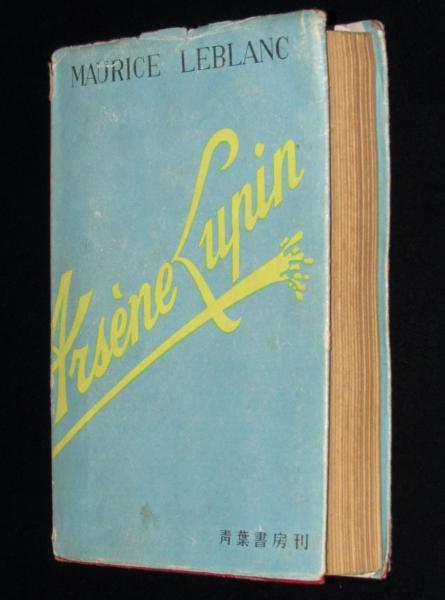 MAURICE LEBLANC
Arsène Lupin
青葉書房刊